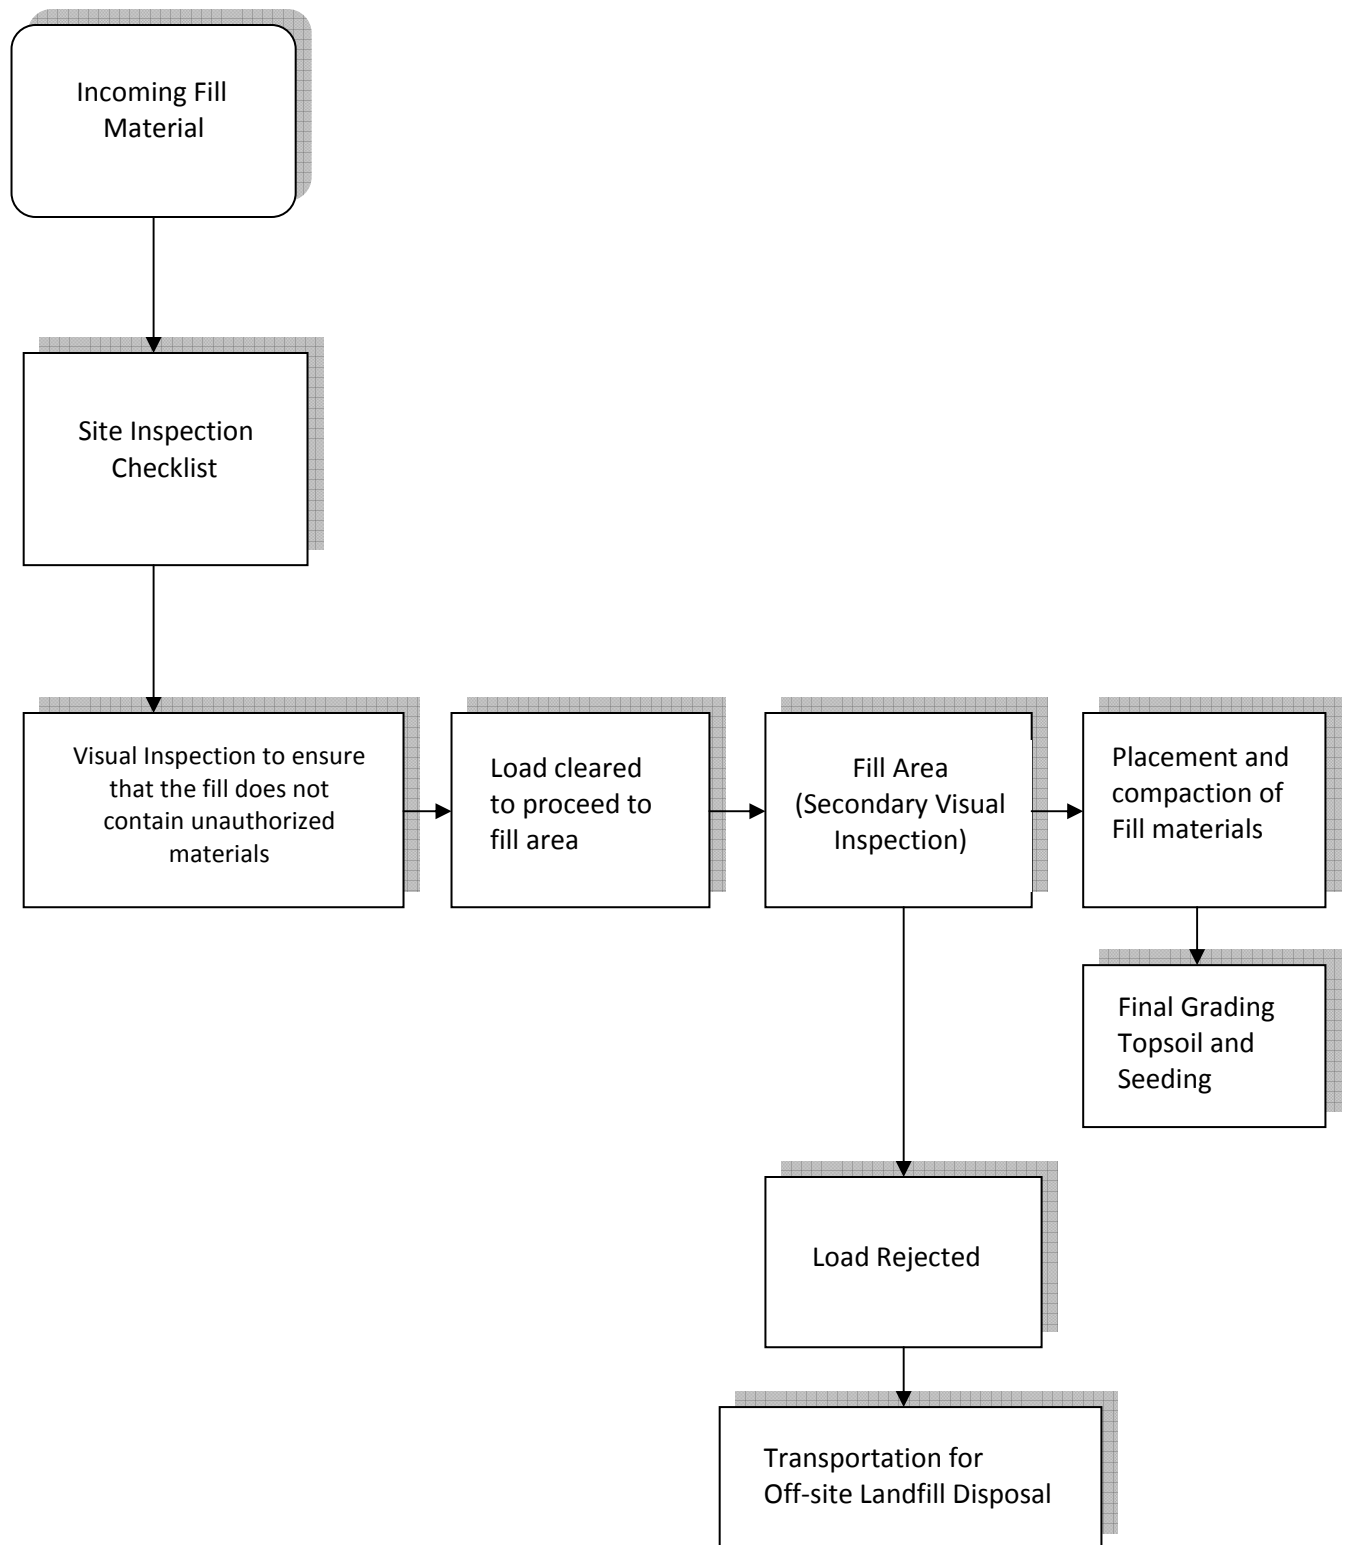 Incoming Fill
Material
Site Inspection
Checklist
Visual Inspection to ensure
that the fill does not
contain unauthorized
materials
Load cleared
to proceed to
fill area
Fill Area
(Secondary Visual
Inspection)
Placement and
compaction of
Fill materials
Final Grading
Topsoil and
Seeding
Load Rejected
Transportation for
Off-site Landfill Disposal